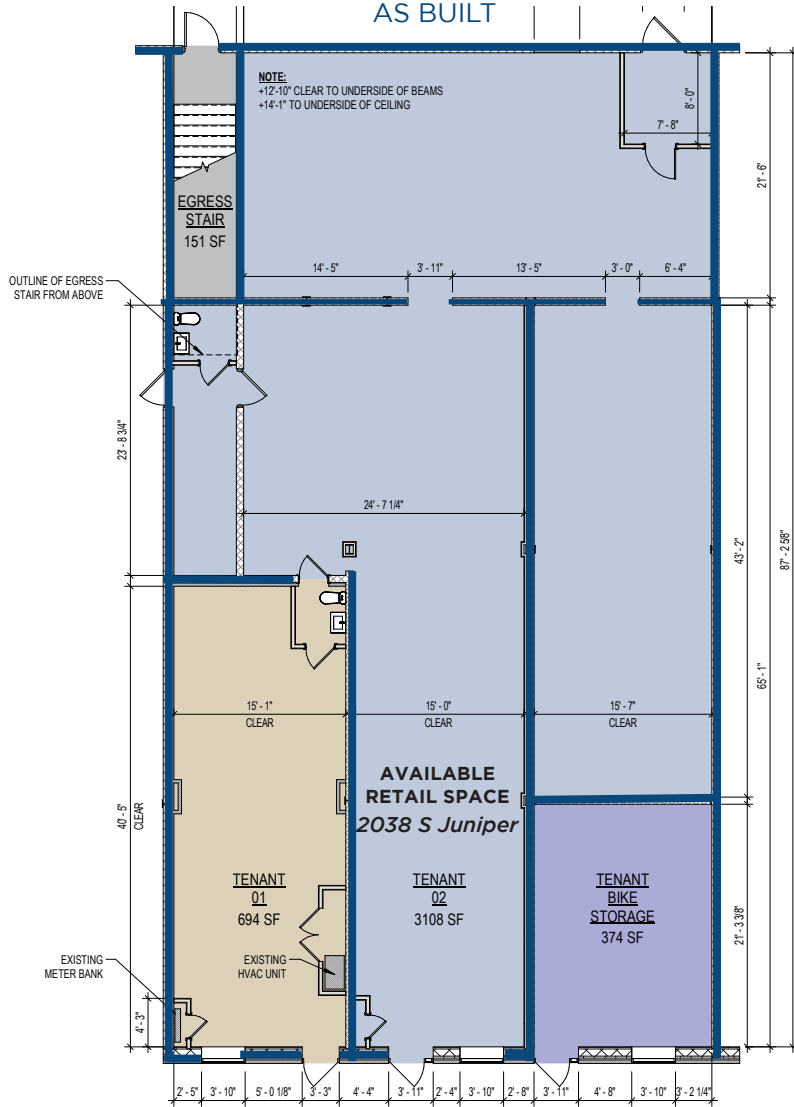 AS BUILT
NOTE:
+12'-10" CLEAR TO UNDERSIDE OF BEAMS
+14'-1" TO UNDERSIDE OF CEILING
8' - 0"
7' - 8"
21' - 6"
EGRESS
STAIR
151 SF
14' - 5"
3' - 11"
13' - 5"
3' - 0"
6' - 4"
OUTLINE OF EGRESS
STAIR FROM ABOVE
23' - 8 3/4"
24' - 7 1/4"
43' - 2"
87' - 2 5/8"
65' - 1"
15' - 1"
CLEAR
15' - 0"
CLEAR
15' - 7"
CLEAR
AVAILABLE
RETAIL SPACE
2038 S Juniper
40' - 5"
CLEAR
TENANT
01
694 SF
TENANT
02
3108 SF
TENANT
BIKE
STORAGE
374 SF
21' - 3 3/8"
EXISTING
METER BANK
EXISTING
HVAC UNIT
4' - 3"
2' - 5"
3' - 10"
5' - 0 1/8"
3' - 3"
4' - 4"
3' - 11"
2' - 4"
3' - 10"
2' - 8"
3' - 11"
4' - 8"
3' - 10"
3' - 2 1/4"